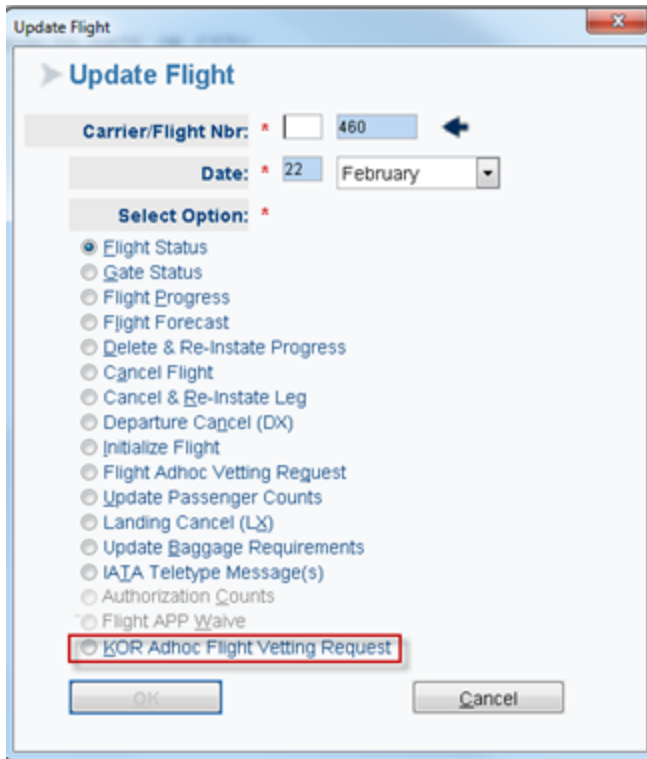 Update Flight
Update Flight
Carrier/Flight Nbr: * 460
Date: * 22 February
Select Option: *
Flight Status
Gate Status
Flight Progress
Flight Forecast
Delete & Re-Instate Progress
Cancel Flight
Cancel & Re-Instate Leg
Departure Cancel (DX)
Initialize Flight
Flight Adhoc Vetting Request
Update Passenger Counts
Landing Cancel (LX)
Update Baggage Requirements
IATA Teletype Message(s)
Authorization Counts
Flight APP Waive
KOR Adhoc Flight Vetting Request
OK Cancel